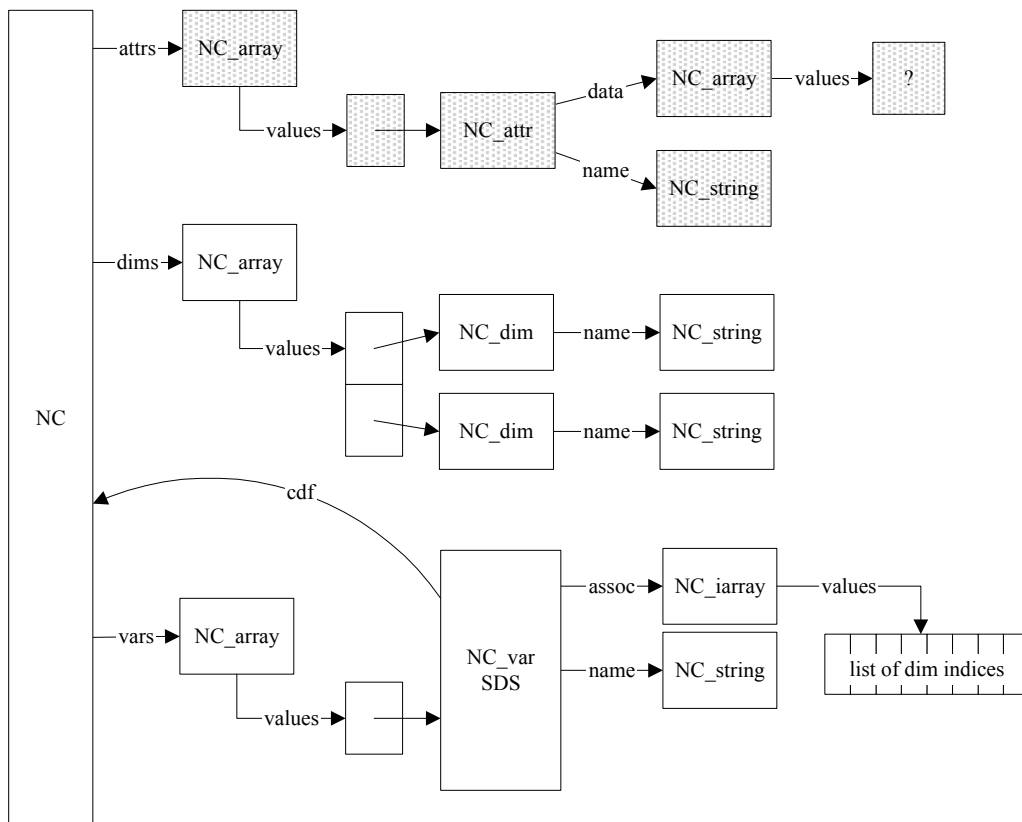 attrs
NC_array
values
NC_attr
data
NC_array
values
?
name
NC_string
dims
NC_array
values
NC_dim
name
NC_string
NC_dim
name
NC_string
NC
cdf
vars
NC_array
values
NC_var
SDS
assoc
NC_iarray
values
list of dim indices
name
NC_string